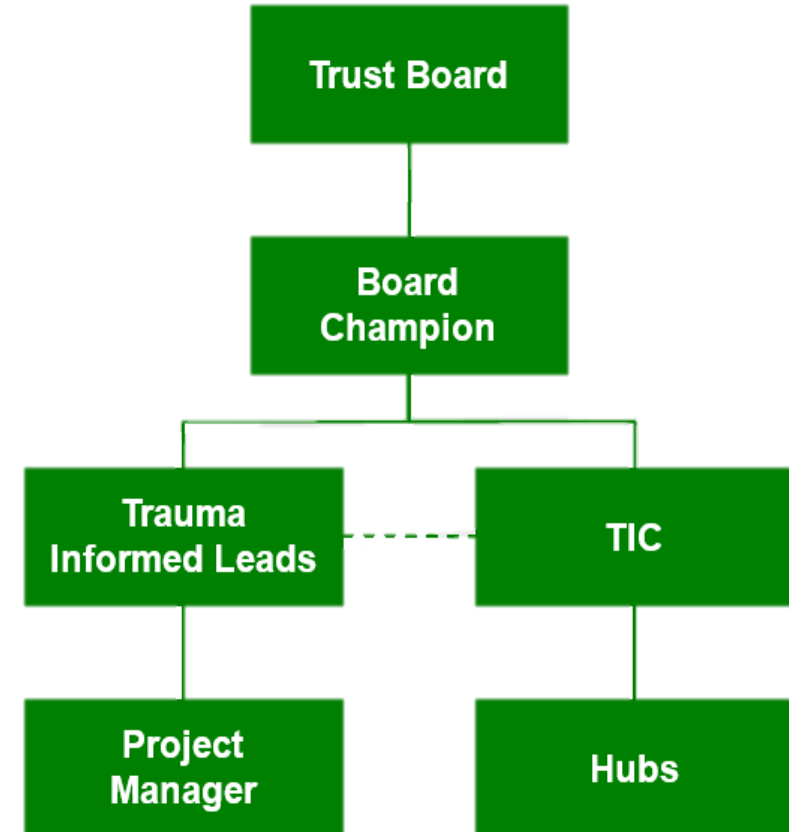 Trust Board
Board
Champion
Trauma
Informed Leads
TIC
Project
Manager
Hubs